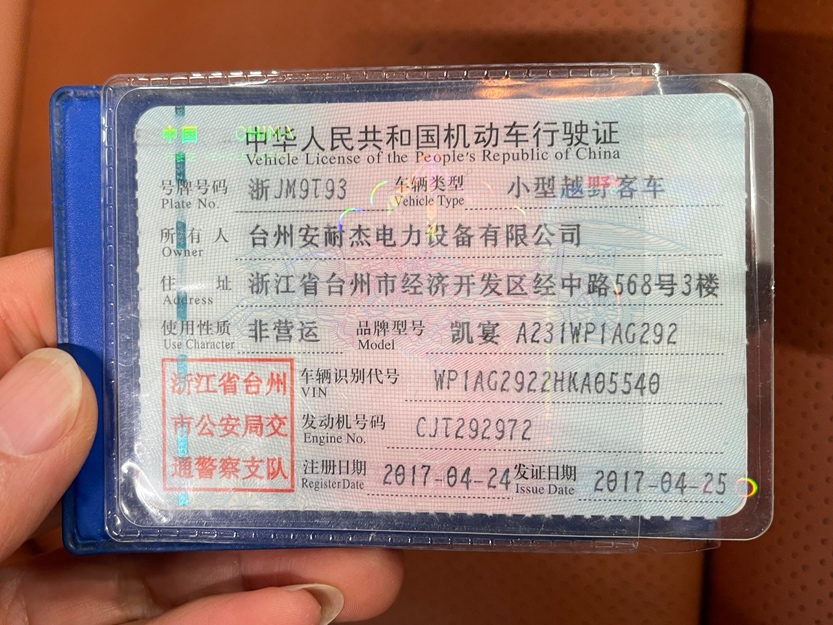 中国 CHINA
中华人民共和国机动车行驶证
Vehicle License of the People's Republic of China
号牌号码 浙JM9T93 车辆类型 小型越野客车
Plate No. Vehicle Type
所有人 台州安耐杰电力设备有限公司
Owner
住址 浙江省台州市经济开发区经中路568号3楼
Address
使用性质 非营运 品牌型号 凯宴 A231WP1AG292
Use Character Model
浙江省台州
市公安局交
通警察支队
车辆识别代号 WP1AG2922HKA05540
VIN
发动机号码 CJT292972
Engine No.
注册日期 2017-04-24 发证日期 2017-04-25
Register Date Issue Date